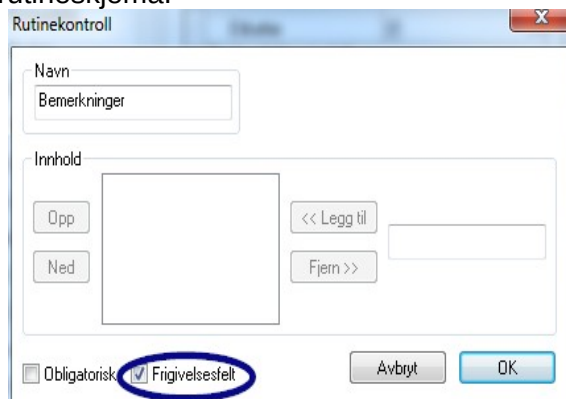 Rutinekontroll
Navn
Bemerkninger
Innhold
Opp
<< Legg til
Ned
Fjern >>
Obligatorisk
Frigivelsesfelt
Avbryt
OK